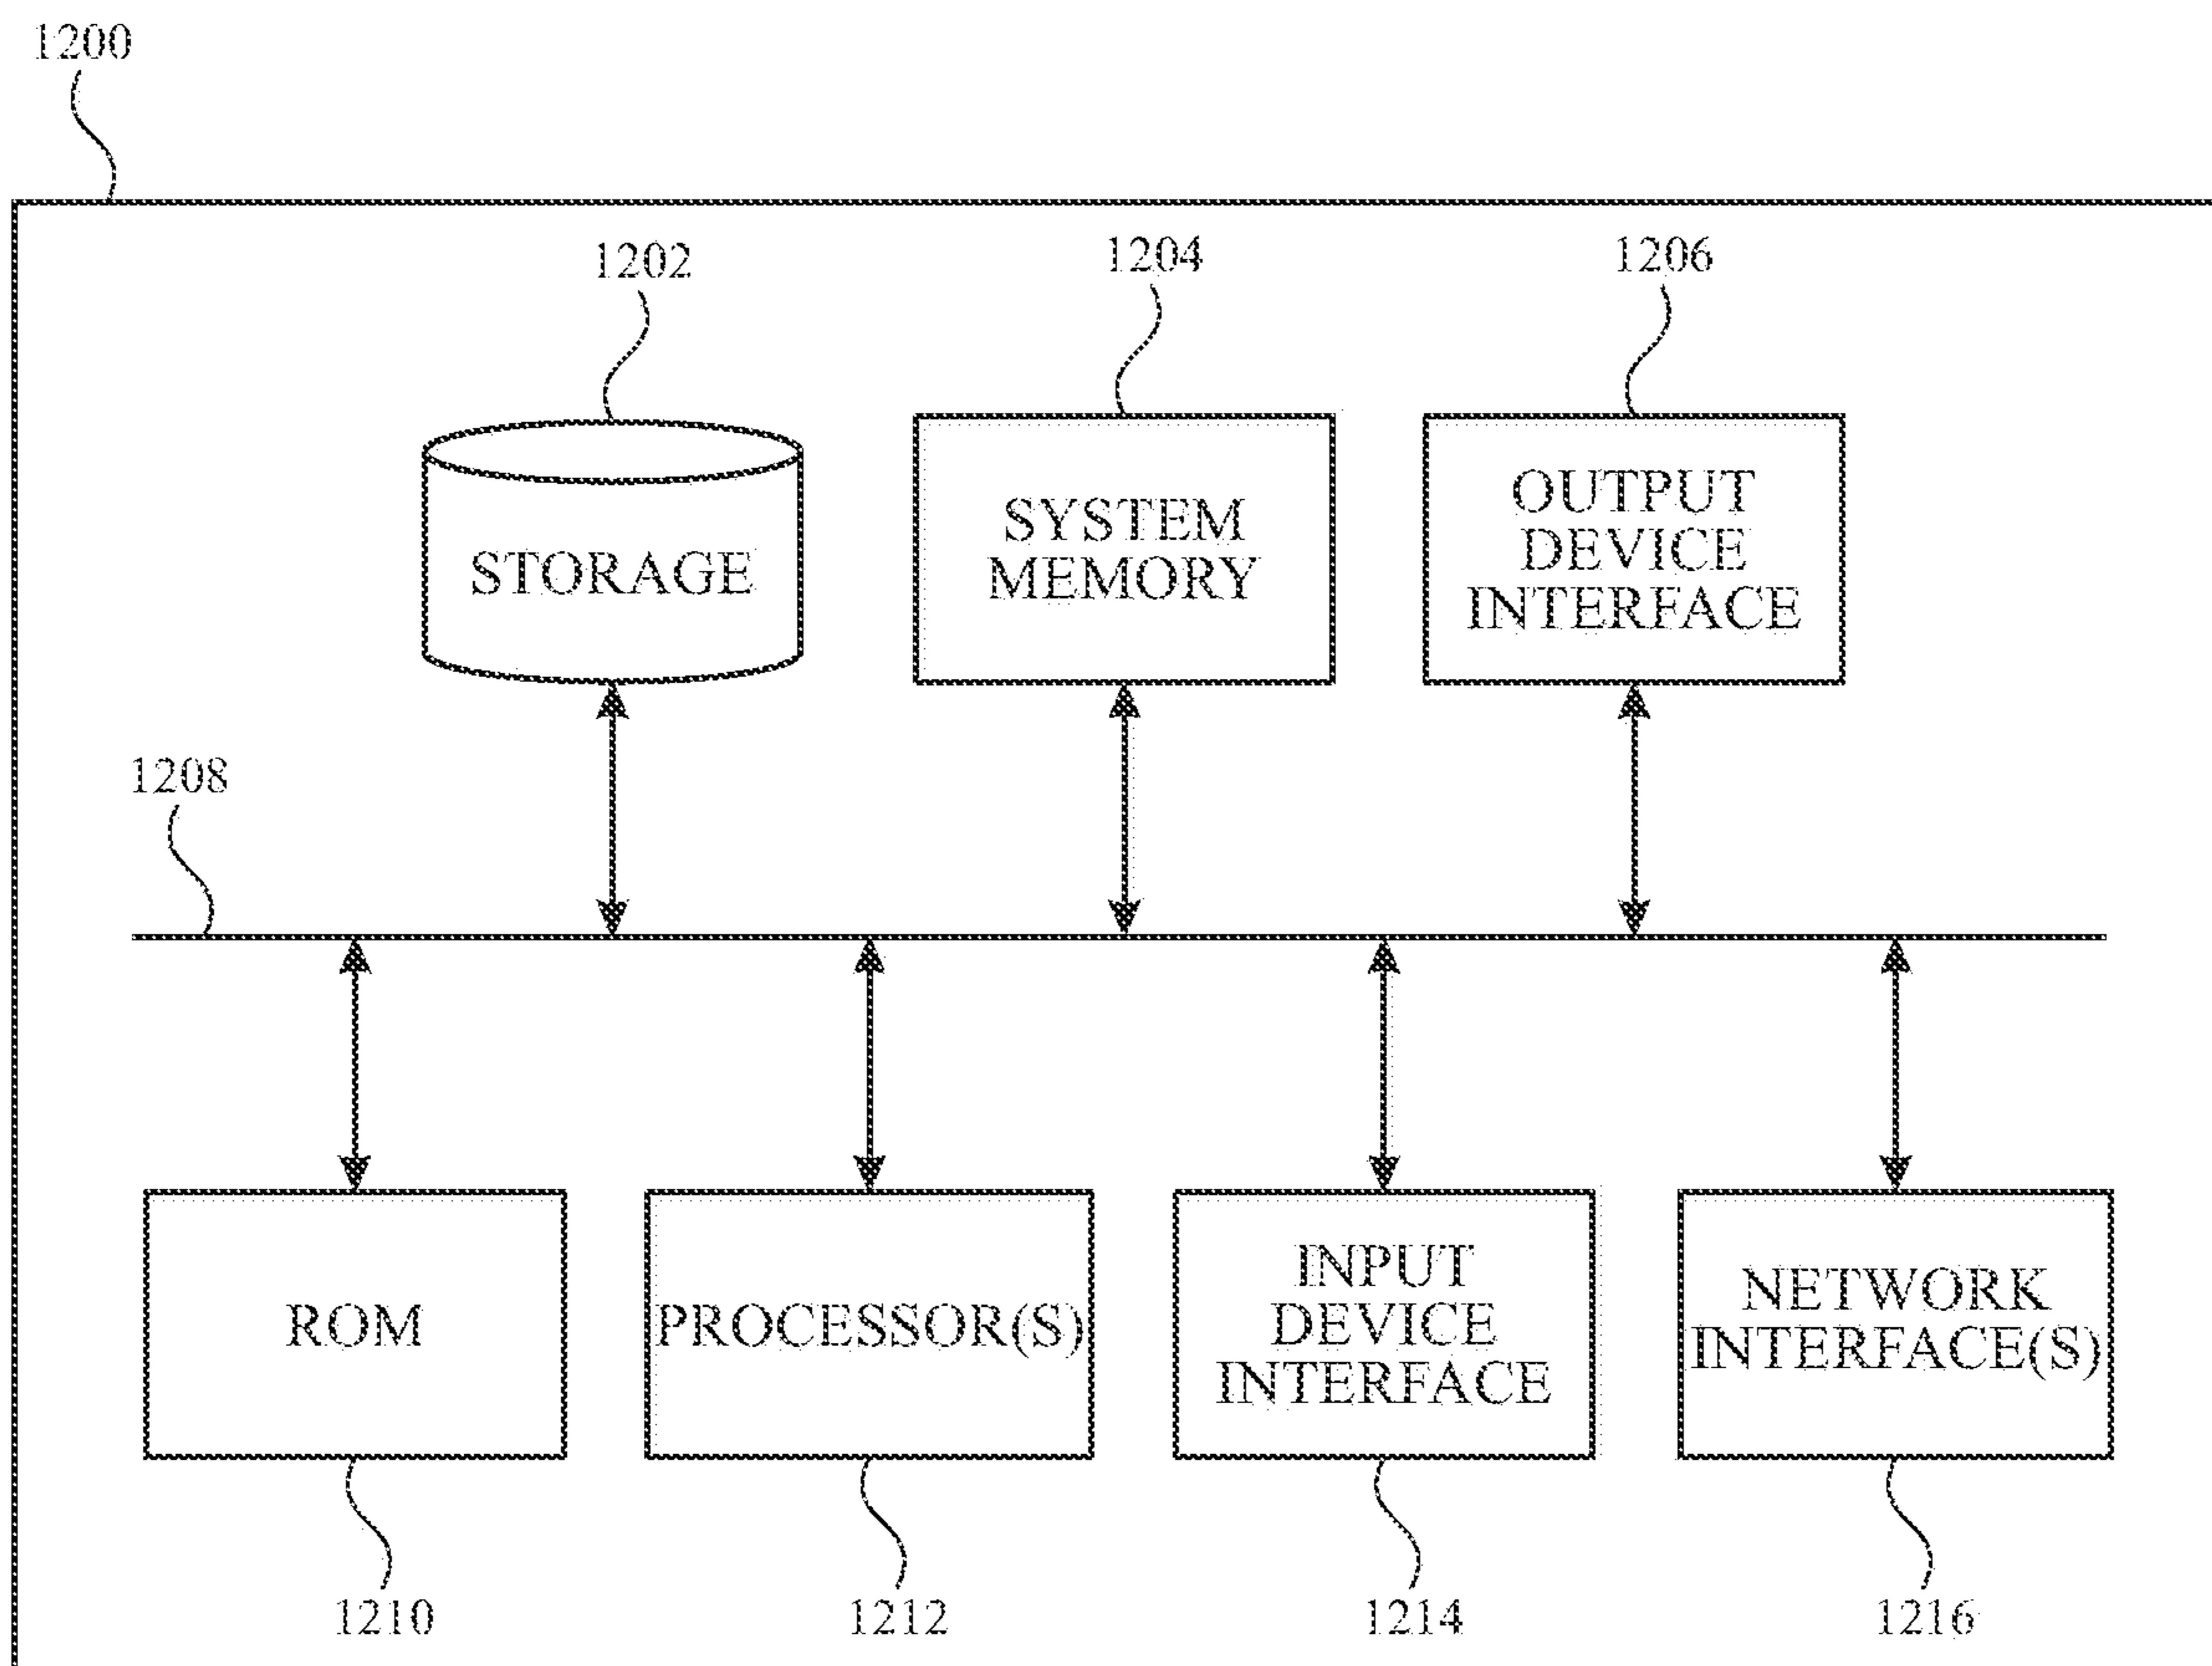 1200
1202
1204
1206
STORAGE
SYSTEM
MEMORY
OUTPUT
DEVICE
INTERFACE
1208
ROM
PROCESSOR(S)
INPUT
DEVICE
INTERFACE
NETWORK
INTERFACE(S)
1210
1212
1214
1216